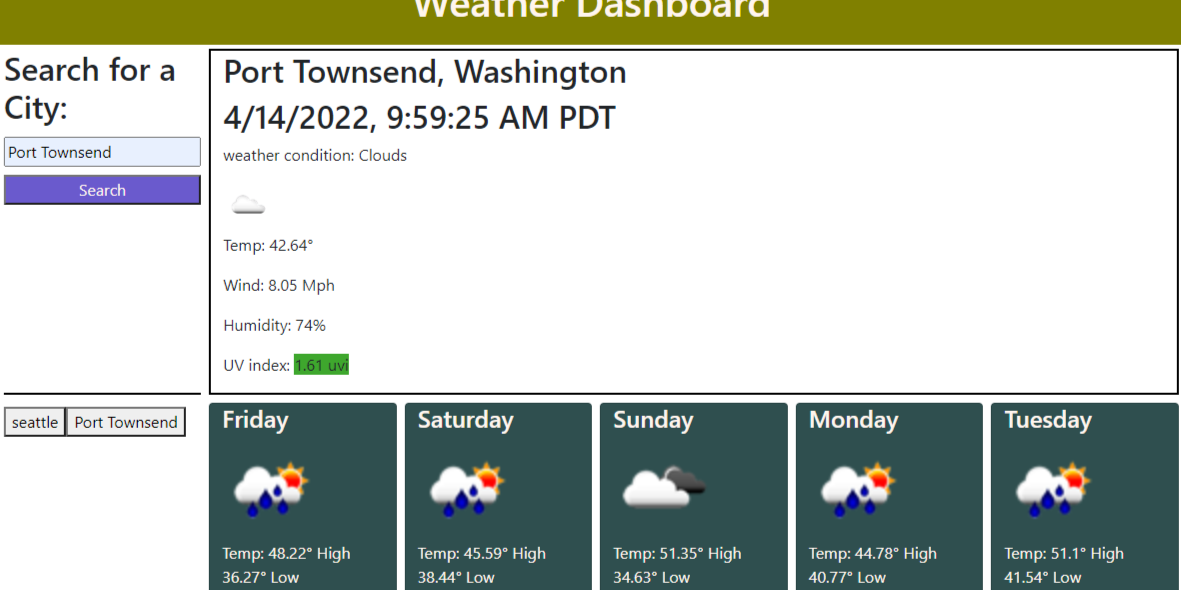 Weather Dashboard
Search for a
City:
Port Townsend
Search
seattle
Port Townsend
Port Townsend, Washington
4/14/2022, 9:59:25 AM PDT
weather condition: Clouds
Temp: 42.64°
Wind: 8.05 Mph
Humidity: 74%
UV index: 1.61 uvi
Friday
Temp: 48.22° High
36.27° Low
Saturday
Temp: 45.59° High
38.44° Low
Sunday
Temp: 51.35° High
34.63° Low
Monday
Temp: 44.78° High
40.77° Low
Tuesday
Temp: 51.1° High
41.54° Low